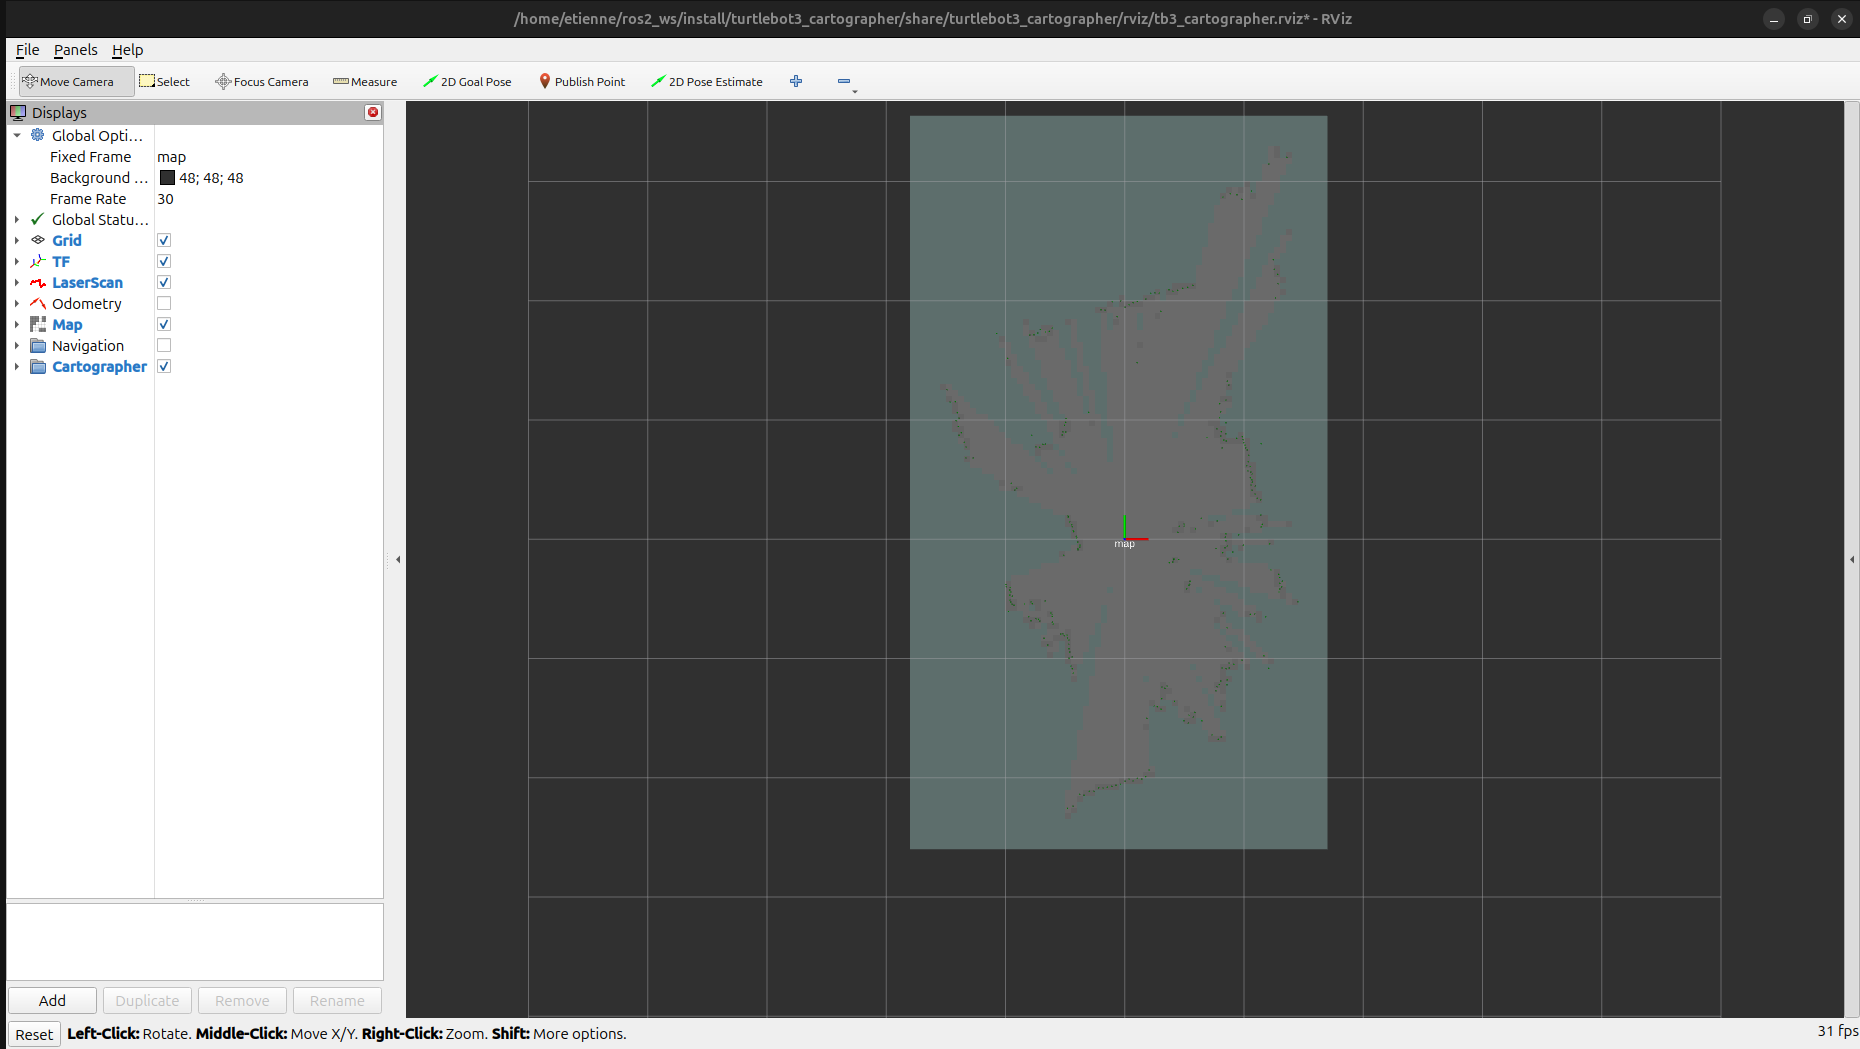 /home/etienne/ros2_ws/install/turtlebot3_cartographer/share/turtlebot3_cartographer/rviz/tb3_cartographer.rviz* - RViz
File Panels Help
Move Camera Select Focus Camera Measure 2D Goal Pose Publish Point 2D Pose Estimate
Displays
Global Opti...
Fixed Frame map
Background ... 48; 48; 48
Frame Rate 30
Global Statu...
Grid
TF
LaserScan
Odometry
Map
Navigation
Cartographer
map
Add Duplicate Remove Rename
Reset Left-Click: Rotate. Middle-Click: Move X/Y. Right-Click: Zoom. Shift: More options. 31 fps